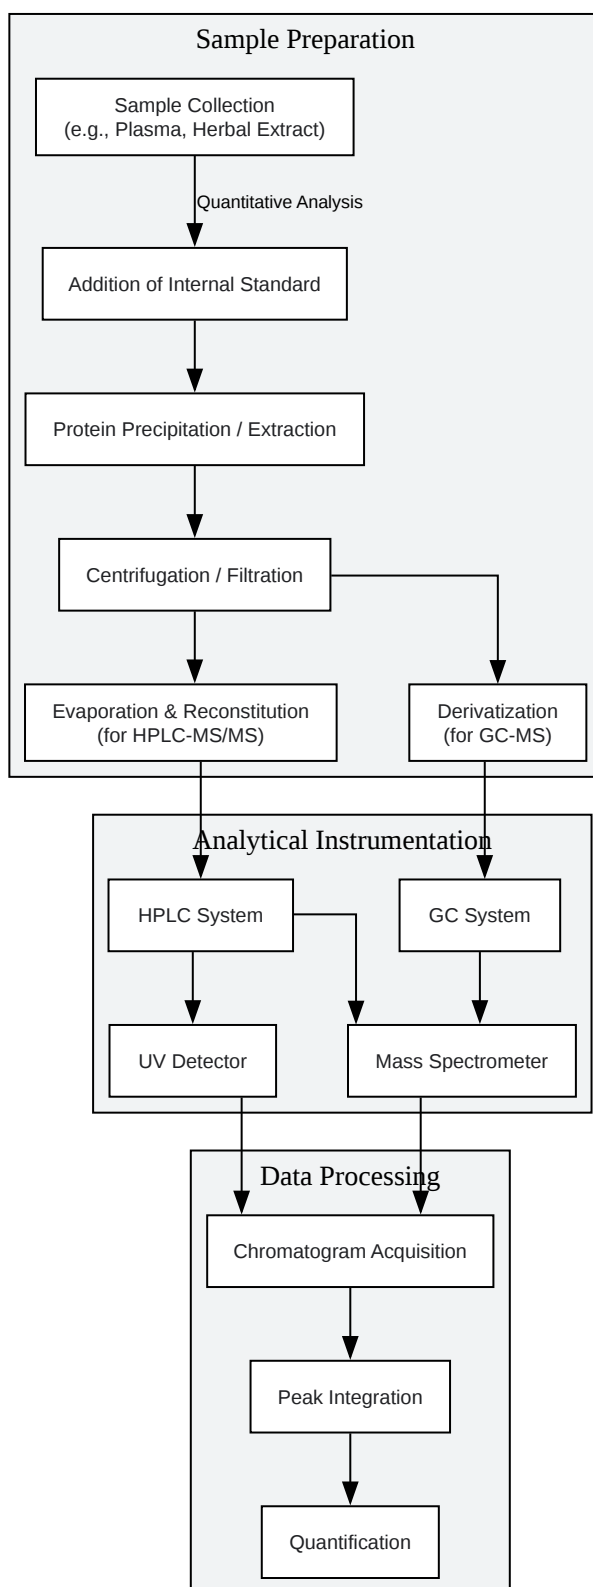 Sample Preparation
Sample Collection
(e.g., Plasma, Herbal Extract)
Quantitative Analysis
Addition of Internal Standard
Protein Precipitation / Extraction
Centrifugation / Filtration
Evaporation & Reconstitution
(for HPLC-MS/MS)
Derivatization
(for GC-MS)
Analytical Instrumentation
HPLC System
GC System
UV Detector
Mass Spectrometer
Data Processing
Chromatogram Acquisition
Peak Integration
Quantification